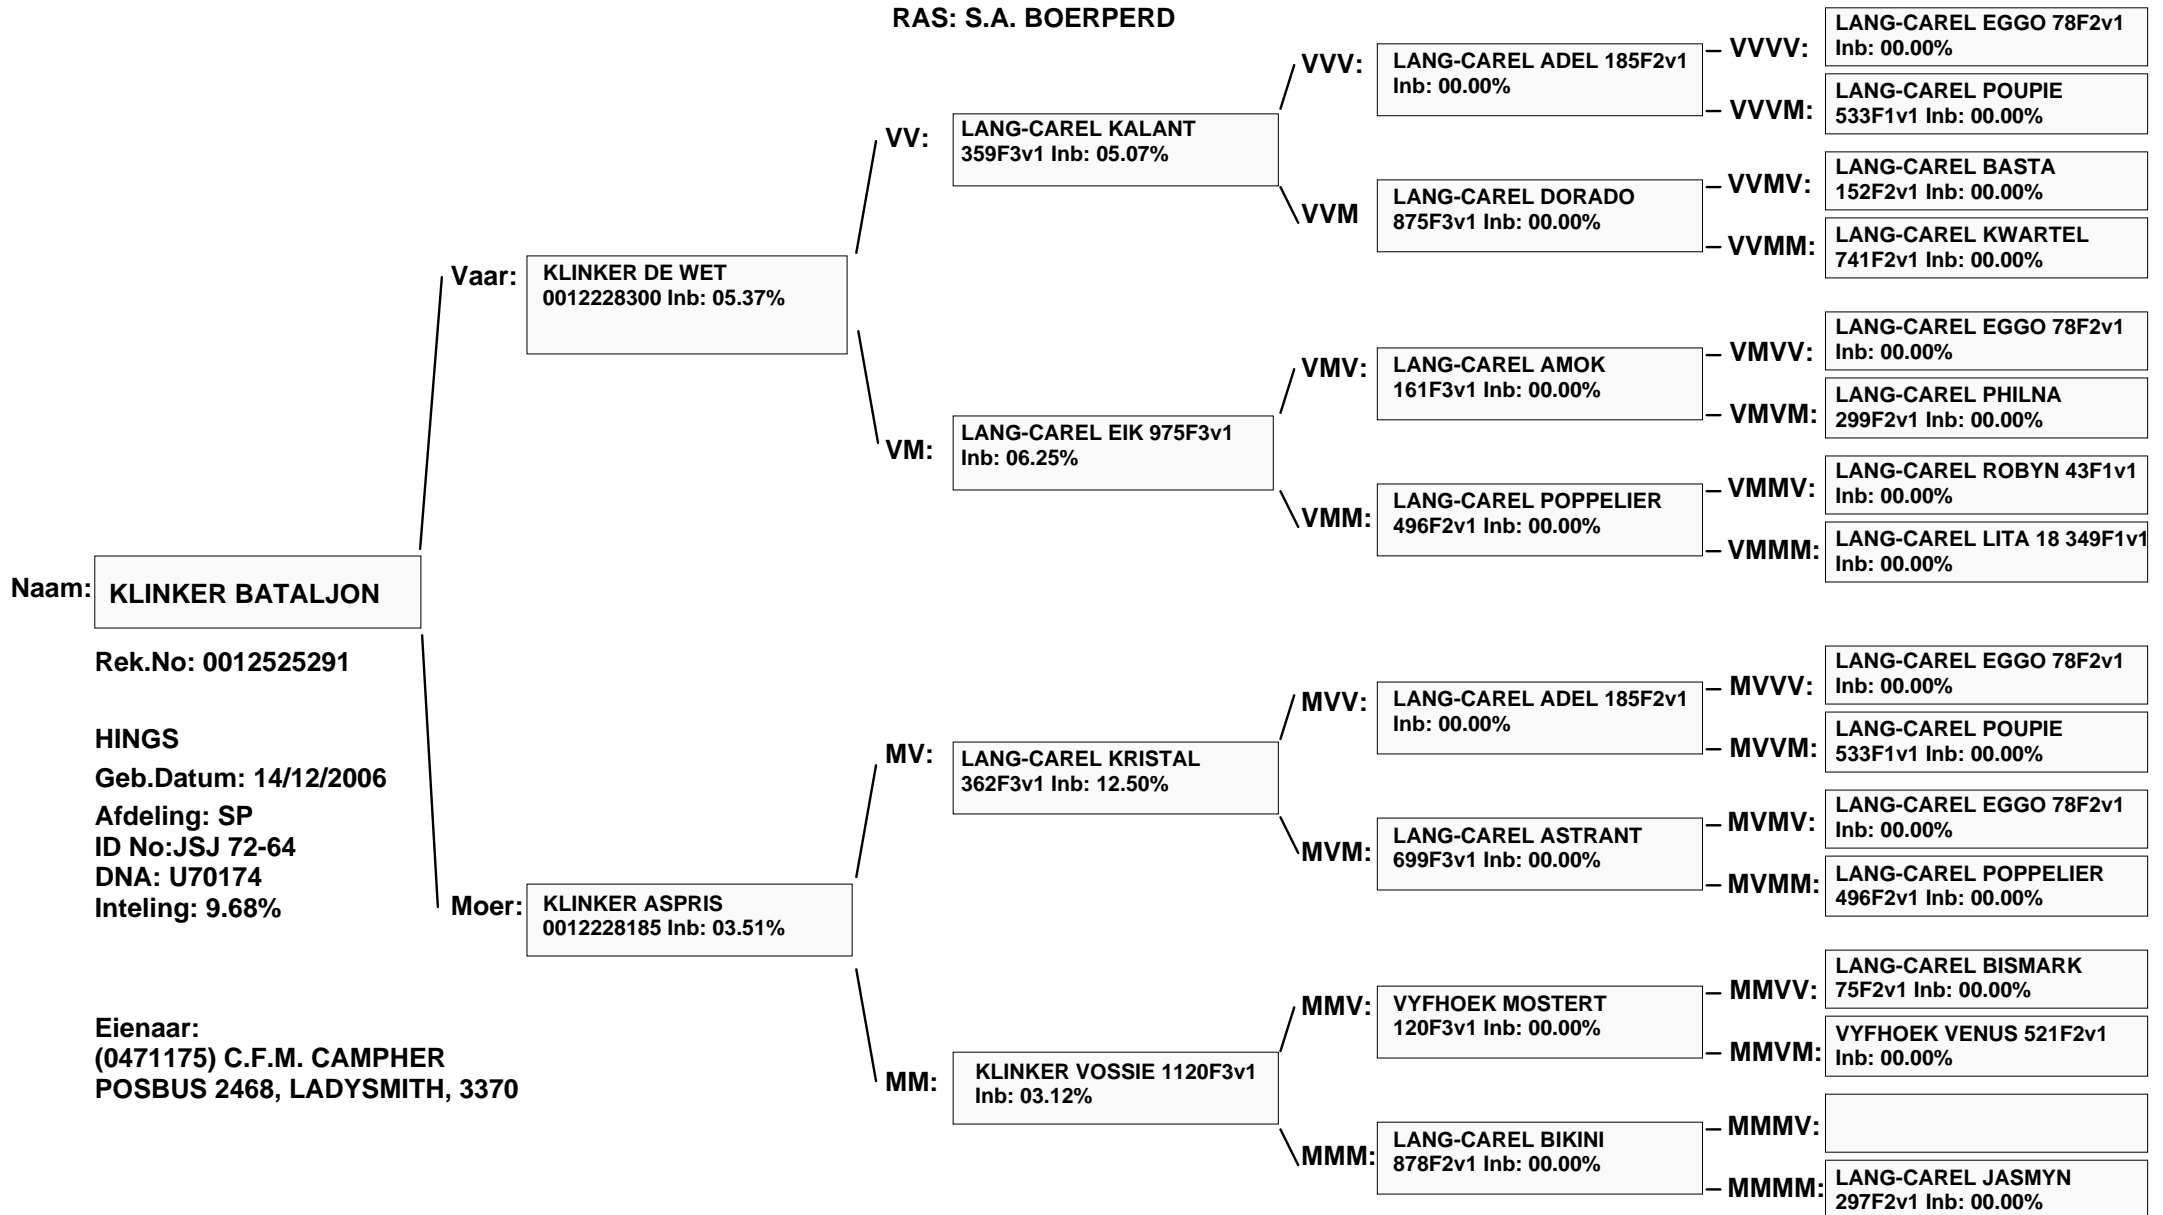 RAS: S.A. BOERPERD
Naam:
KLINKER BATALJON
Rek.No: 0012525291
HINGS
Geb.Datum: 14/12/2006
Afdeling: SP
ID No:JSJ 72-64
DNA: U70174
Inteling: 9.68%
Eienaar:
(0471175) C.F.M. CAMPHER
POSBUS 2468, LADYSMITH, 3370
Vaar:
KLINKER DE WET
0012228300 Inb: 05.37%
Moer:
KLINKER ASPRIS
0012228185 Inb: 03.51%
VV:
LANG-CAREL KALANT
359F3v1 Inb: 05.07%
VM:
LANG-CAREL EIK 975F3v1
Inb: 06.25%
MV:
LANG-CAREL KRISTAL
362F3v1 Inb: 12.50%
MM:
KLINKER VOSSIE 1120F3v1
Inb: 03.12%
VVV:
LANG-CAREL ADEL 185F2v1
Inb: 00.00%
VVM
LANG-CAREL DORADO
875F3v1 Inb: 00.00%
VMV:
LANG-CAREL AMOK
161F3v1 Inb: 00.00%
VMM:
LANG-CAREL POPPELIER
496F2v1 Inb: 00.00%
MVV:
LANG-CAREL ADEL 185F2v1
Inb: 00.00%
MVM:
LANG-CAREL ASTRANT
699F3v1 Inb: 00.00%
MMV:
VYFHOEK MOSTERT
120F3v1 Inb: 00.00%
MMM:
LANG-CAREL BIKINI
878F2v1 Inb: 00.00%
VVVV:
LANG-CAREL EGGO 78F2v1
Inb: 00.00%
VVVM:
LANG-CAREL POUPIE
533F1v1 Inb: 00.00%
VVMV:
LANG-CAREL BASTA
152F2v1 Inb: 00.00%
VVMM:
LANG-CAREL KWARTEL
741F2v1 Inb: 00.00%
VMVV:
LANG-CAREL EGGO 78F2v1
Inb: 00.00%
VMVM:
LANG-CAREL PHILNA
299F2v1 Inb: 00.00%
VMMV:
LANG-CAREL ROBYN 43F1v1
Inb: 00.00%
VMMM:
LANG-CAREL LITA 18 349F1v1
Inb: 00.00%
MVVV:
LANG-CAREL EGGO 78F2v1
Inb: 00.00%
MVVM:
LANG-CAREL POUPIE
533F1v1 Inb: 00.00%
MVMV:
LANG-CAREL EGGO 78F2v1
Inb: 00.00%
MVMM:
LANG-CAREL POPPELIER
496F2v1 Inb: 00.00%
MMVV:
LANG-CAREL BISMARK
75F2v1 Inb: 00.00%
MMVM:
VYFHOEK VENUS 521F2v1
Inb: 00.00%
MMMV:
MMMM:
LANG-CAREL JASMYN
297F2v1 Inb: 00.00%